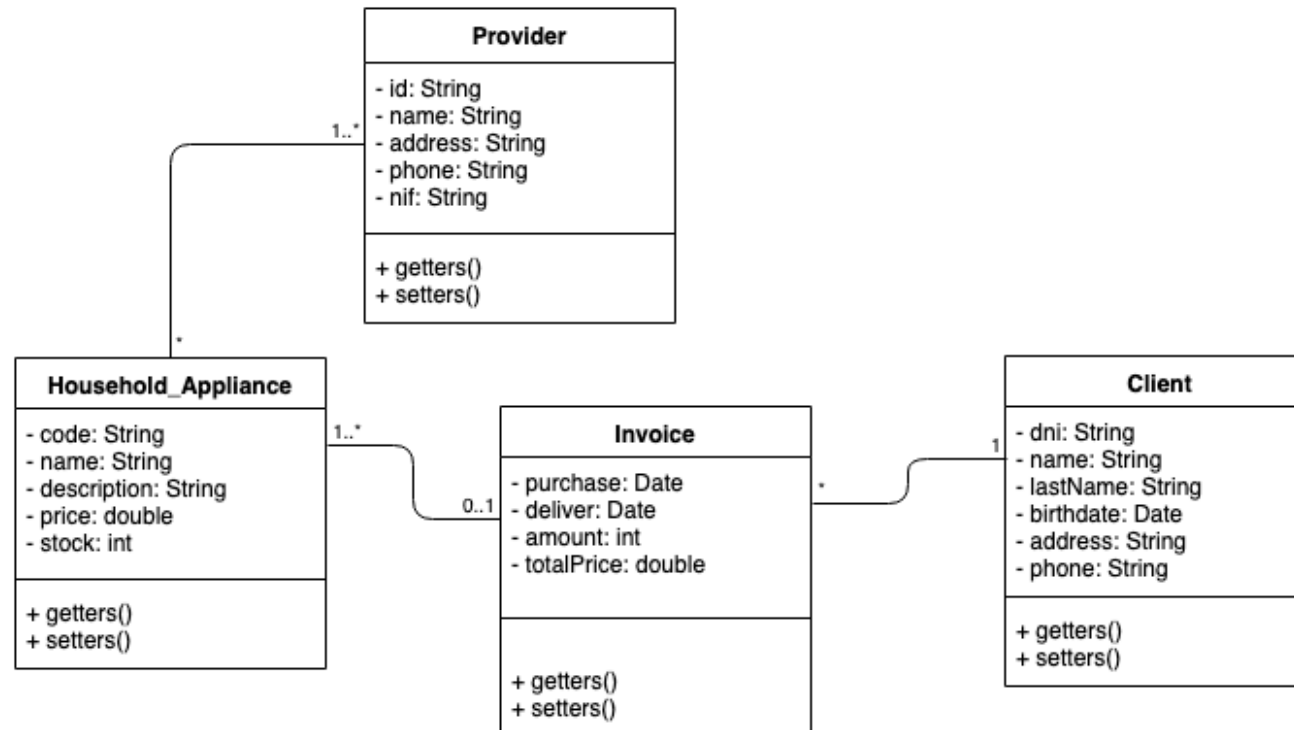 Provider
- id: String
- name: String
- address: String
- phone: String
- nif: String
+ getters()
+ setters()
1..*
*
Household_Appliance
- code: String
- name: String
- description: String
- price: double
- stock: int
+ getters()
+ setters()
1..*
0..1
Invoice
- purchase: Date
- deliver: Date
- amount: int
- totalPrice: double
+ getters()
+ setters()
*
1
Client
- dni: String
- name: String
- lastName: String
- birthdate: Date
- address: String
- phone: String
+ getters()
+ setters()